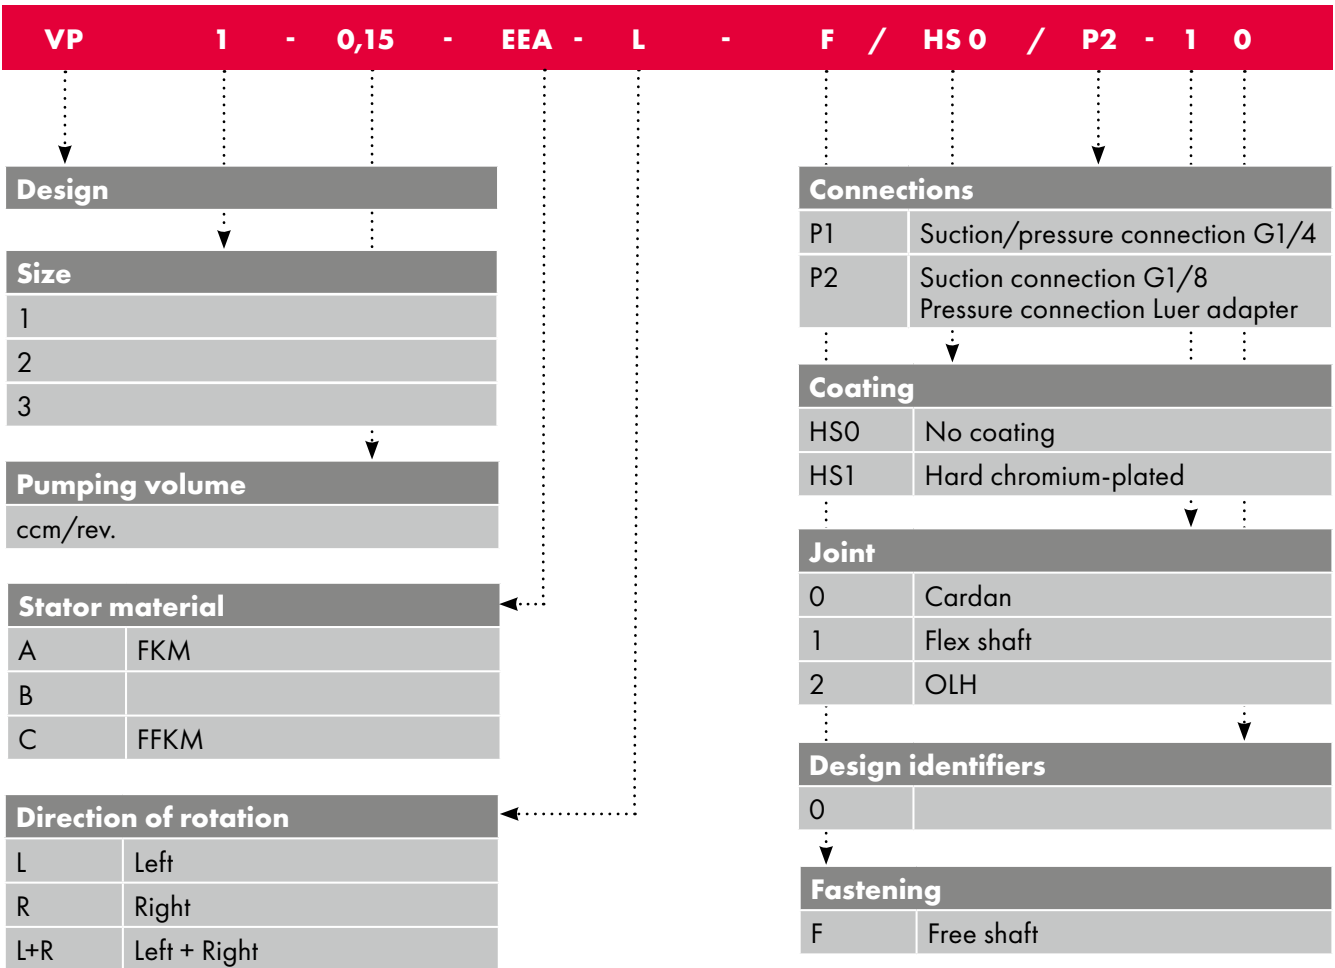 VP 1 - 0,15 - EEA - L - F / HS 0 / P2 - 1 0
Design
Size
1
2
3
Pumping volume
ccm/rev.
Stator material
A FKM
B
C FFKM
Direction of rotation
L Left
R Right
L+R Left + Right
Connections
P1 Suction/pressure connection G1/4
P2 Suction connection G1/8
Pressure connection Luer adapter
Coating
HS0 No coating
HS1 Hard chromium-plated
Joint
0 Cardan
1 Flex shaft
2 OLH
Design identifiers
0
Fastening
F Free shaft